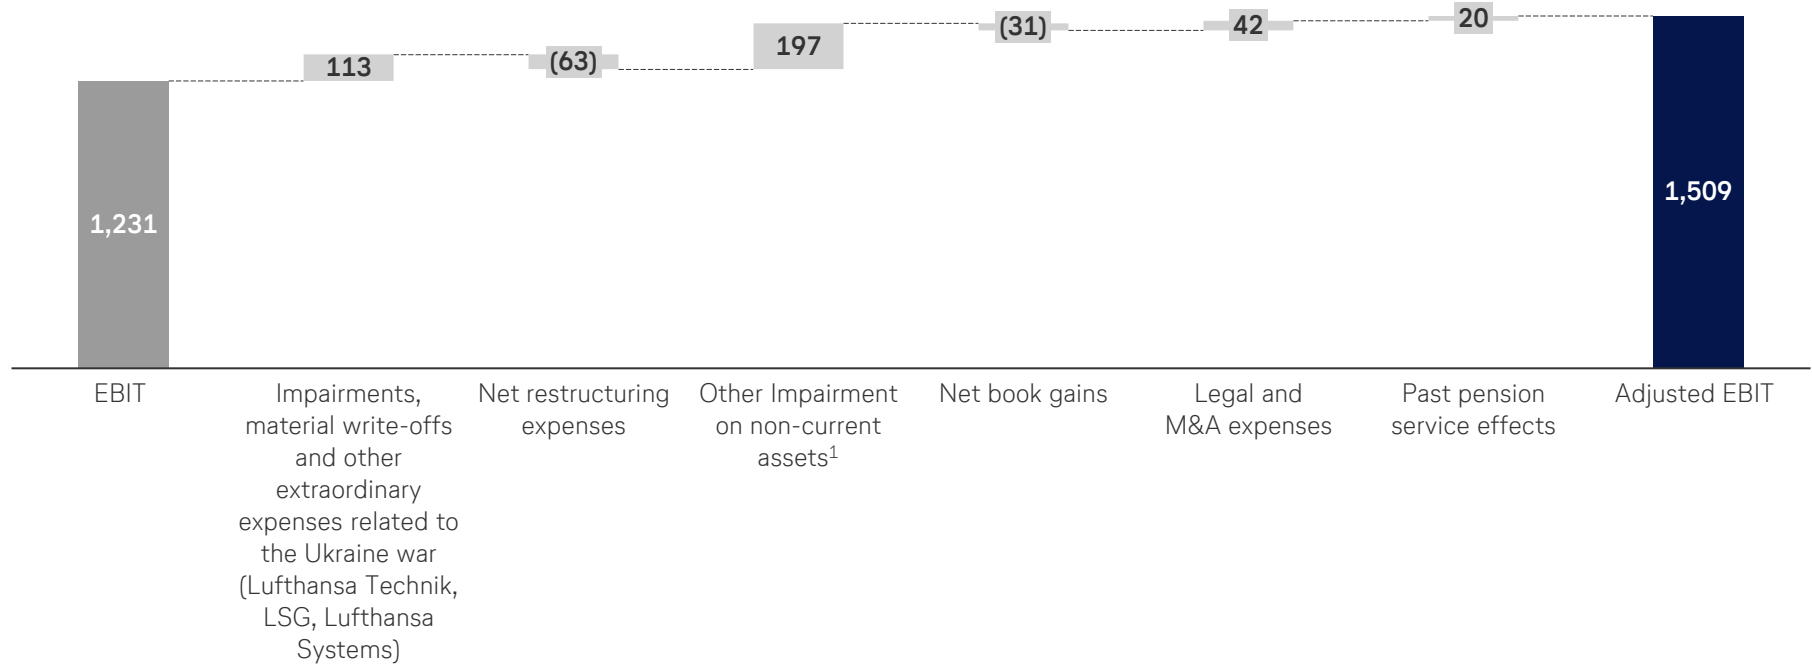 113
(63)
197
(31)
42
20
1,231
1,509
EBIT
Impairments,
material write-offs
and other
extraordinary
expenses related to
the Ukraine war
(Lufthansa Technik,
LSG, Lufthansa
Systems)
Net restructuring
expenses
Other Impairment
on non-current
assets¹
Net book gains
Legal and
M&A expenses
Past pension
service effects
Adjusted EBIT